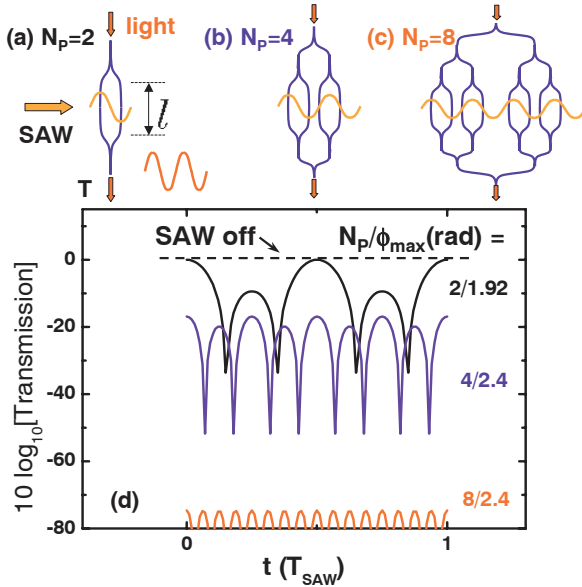 light
(a) N_P=2
(b) N_P=4
(c) N_P=8
l
SAW
T
SAW off
N_P/ϕ_max(rad) =
2/1.92
4/2.4
8/2.4
(d)
10 log_10[Transmission]
0
-20
-40
-60
-80
0
1
t (T_SAW)